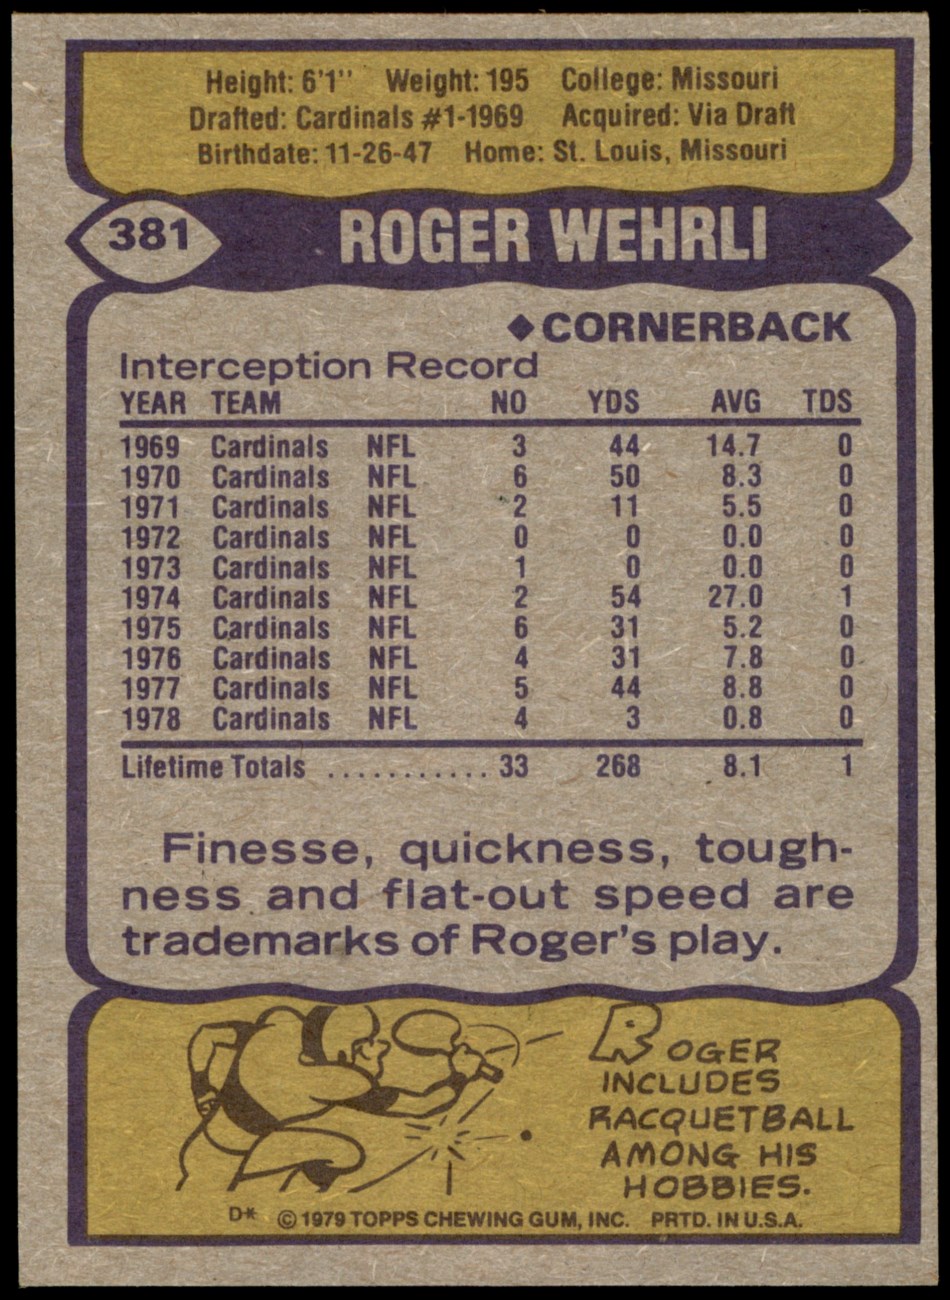 Height: 6'1'' Weight: 195 College: Missouri
Drafted: Cardinals #1-1969 Acquired: Via Draft
Birthdate: 11-26-47 Home: St. Louis, Missouri
381 ROGER WEHRLI
◆CORNERBACK
Interception Record
YEAR TEAM NO YDS AVG TDS
1969 Cardinals NFL 3 44 14.7 0
1970 Cardinals NFL 6 50 8.3 0
1971 Cardinals NFL 2 11 5.5 0
1972 Cardinals NFL 0 0 0.0 0
1973 Cardinals NFL 1 0 0.0 0
1974 Cardinals NFL 2 54 27.0 1
1975 Cardinals NFL 6 31 5.2 0
1976 Cardinals NFL 4 31 7.8 0
1977 Cardinals NFL 5 44 8.8 0
1978 Cardinals NFL 4 3 0.8 0
Lifetime Totals ........... 33 268 8.1 1
Finesse, quickness, tough-
ness and flat-out speed are
trademarks of Roger's play.
ROGER
INCLUDES
RACQUETBALL
AMONG HIS
HOBBIES.
D* © 1979 TOPPS CHEWING GUM, INC. PRTD. IN U.S.A.